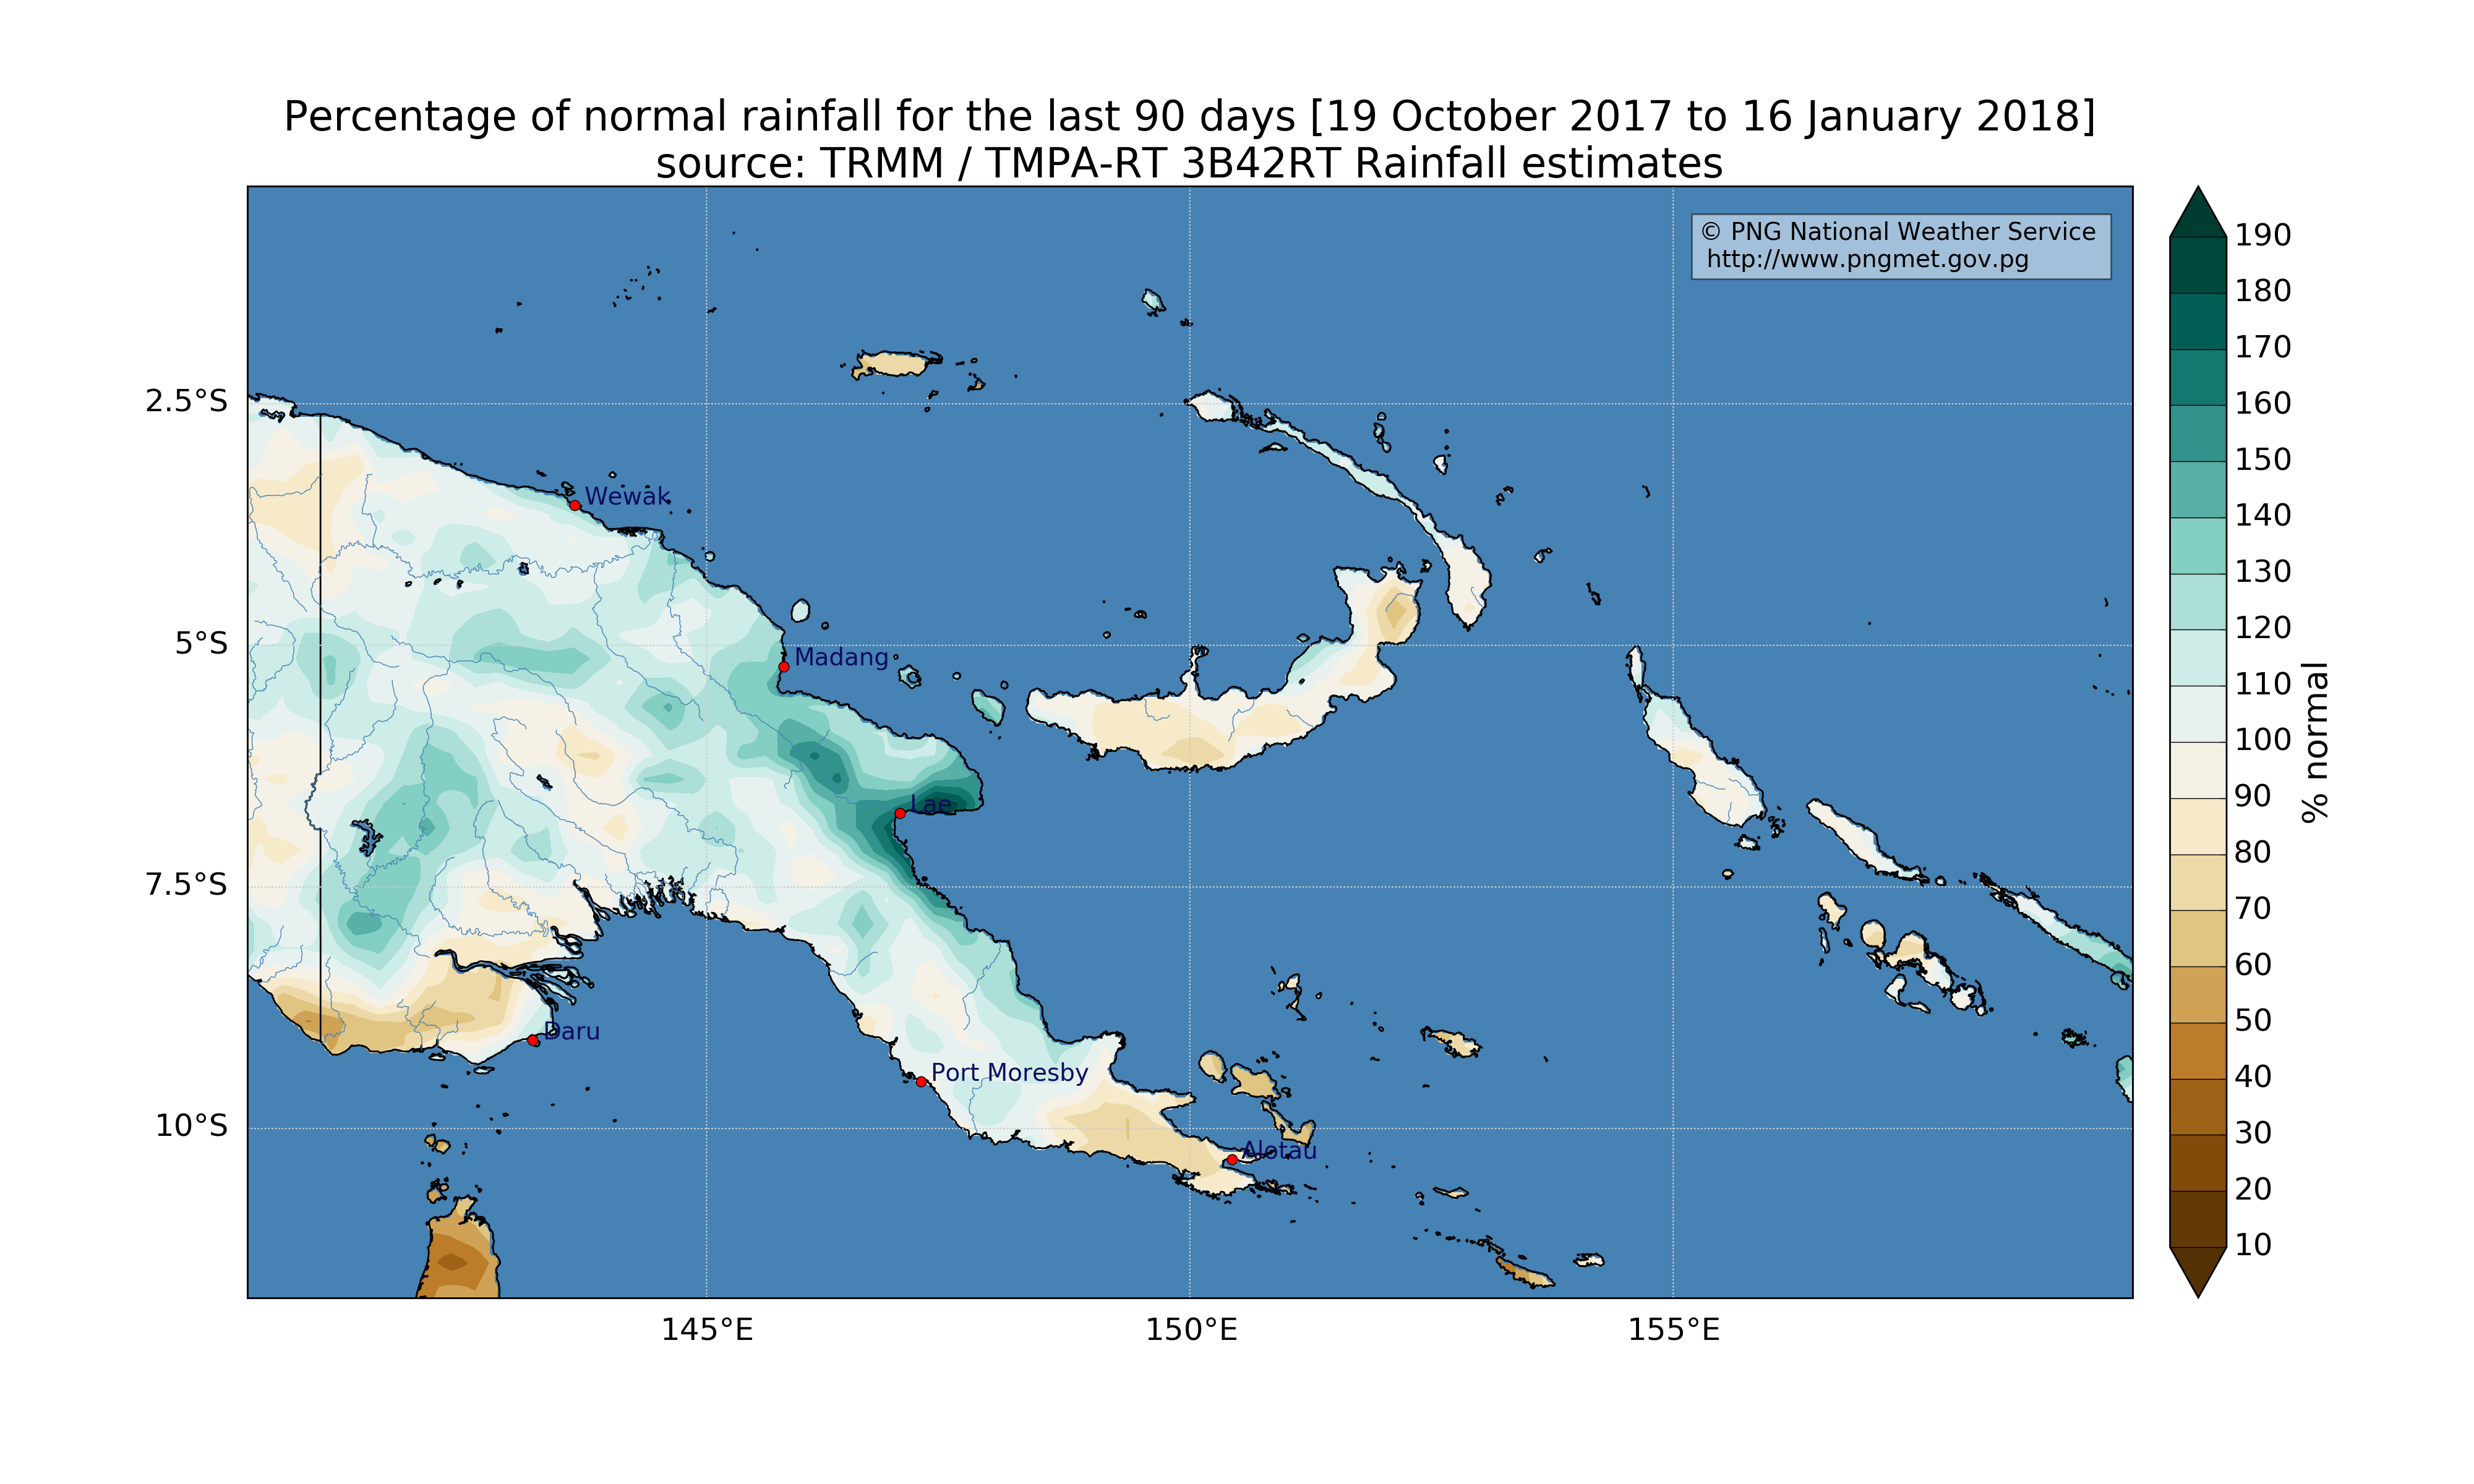 Percentage of normal rainfall for the last 90 days [19 October 2017 to 16 January 2018]
source: TRMM / TMPA-RT 3B42RT Rainfall estimates
© PNG National Weather Service
http://www.pngmet.gov.pg
2.5°S
5°S
7.5°S
10°S
145°E
150°E
155°E
Wewak
Madang
Lae
Daru
Port Moresby
Alotau
190
180
170
160
150
140
130
120
110
100
90
80
70
60
50
40
30
20
10
% normal